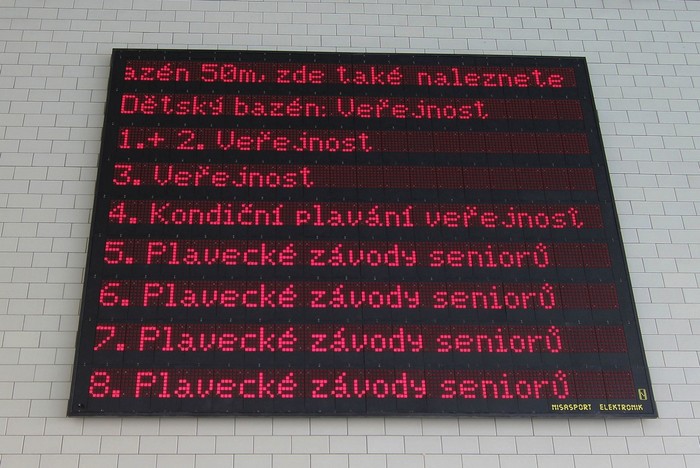 azén 50m, zde také naleznete
Dětský bazén: Veřejnost
1.+ 2. Veřejnost
3. Veřejnost
4. Kondiční plavání veřejnost
5. Plavecké závody seniorů
6. Plavecké závody seniorů
7. Plavecké závody seniorů
8. Plavecké závody seniorů
MISASPORT ELEKTRONIK